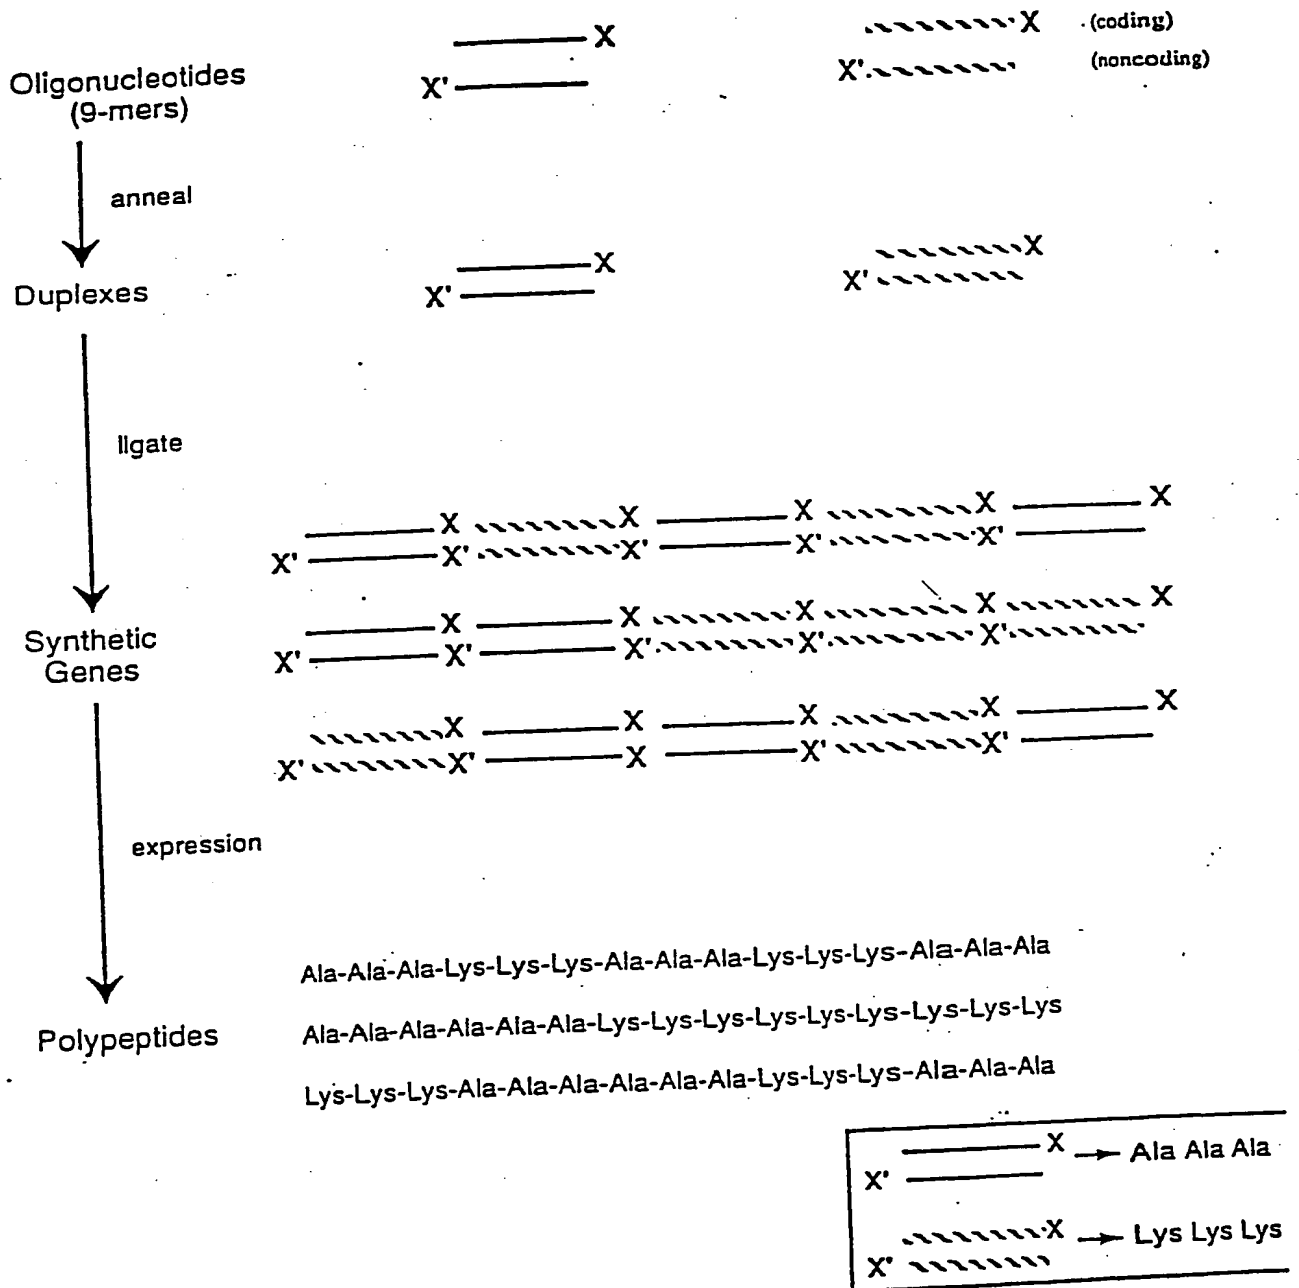 X X (coding)
Oligonucleotides X' X' (noncoding)
(9-mers)
anneal
X X
Duplexes X' X'
ligate
X X X X X
X' X' X' X' X'
X X X X X
Synthetic X' X' X' X' X'
Genes
X X X X X
X' X' X X' X'
expression
Ala-Ala-Ala-Lys-Lys-Lys-Ala-Ala-Ala-Lys-Lys-Lys-Ala-Ala-Ala
Polypeptides Ala-Ala-Ala-Ala-Ala-Ala-Lys-Lys-Lys-Lys-Lys-Lys-Lys-Lys-Lys
Lys-Lys-Lys-Ala-Ala-Ala-Ala-Ala-Ala-Lys-Lys-Lys-Ala-Ala-Ala
X Ala Ala Ala
X'
X Lys Lys Lys
X'